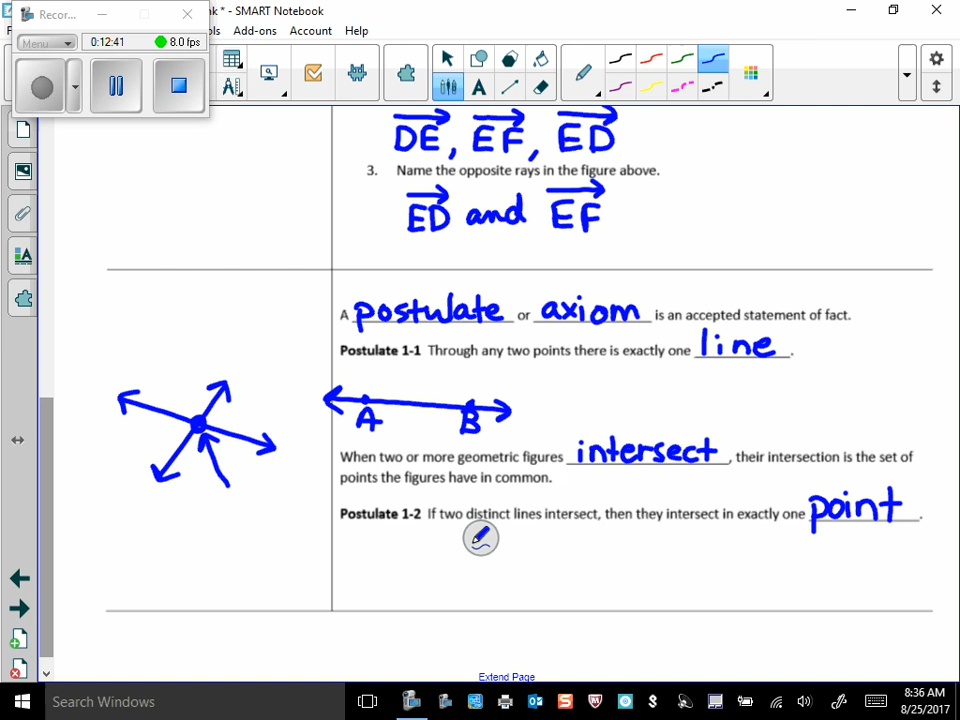 Recor...
nk * - SMART Notebook
Menu
0:12:41
8.0 fps
ols Add-ons Account Help
DE, EF, ED
3. Name the opposite rays in the figure above.
ED and EF
A postulate or axiom is an accepted statement of fact.
Postulate 1-1 Through any two points there is exactly one line.
A B
When two or more geometric figures intersect, their intersection is the set of
points the figures have in common.
Postulate 1-2 If two distinct lines intersect, then they intersect in exactly one point.
Extend Page
Search Windows
8:36 AM
8/25/2017